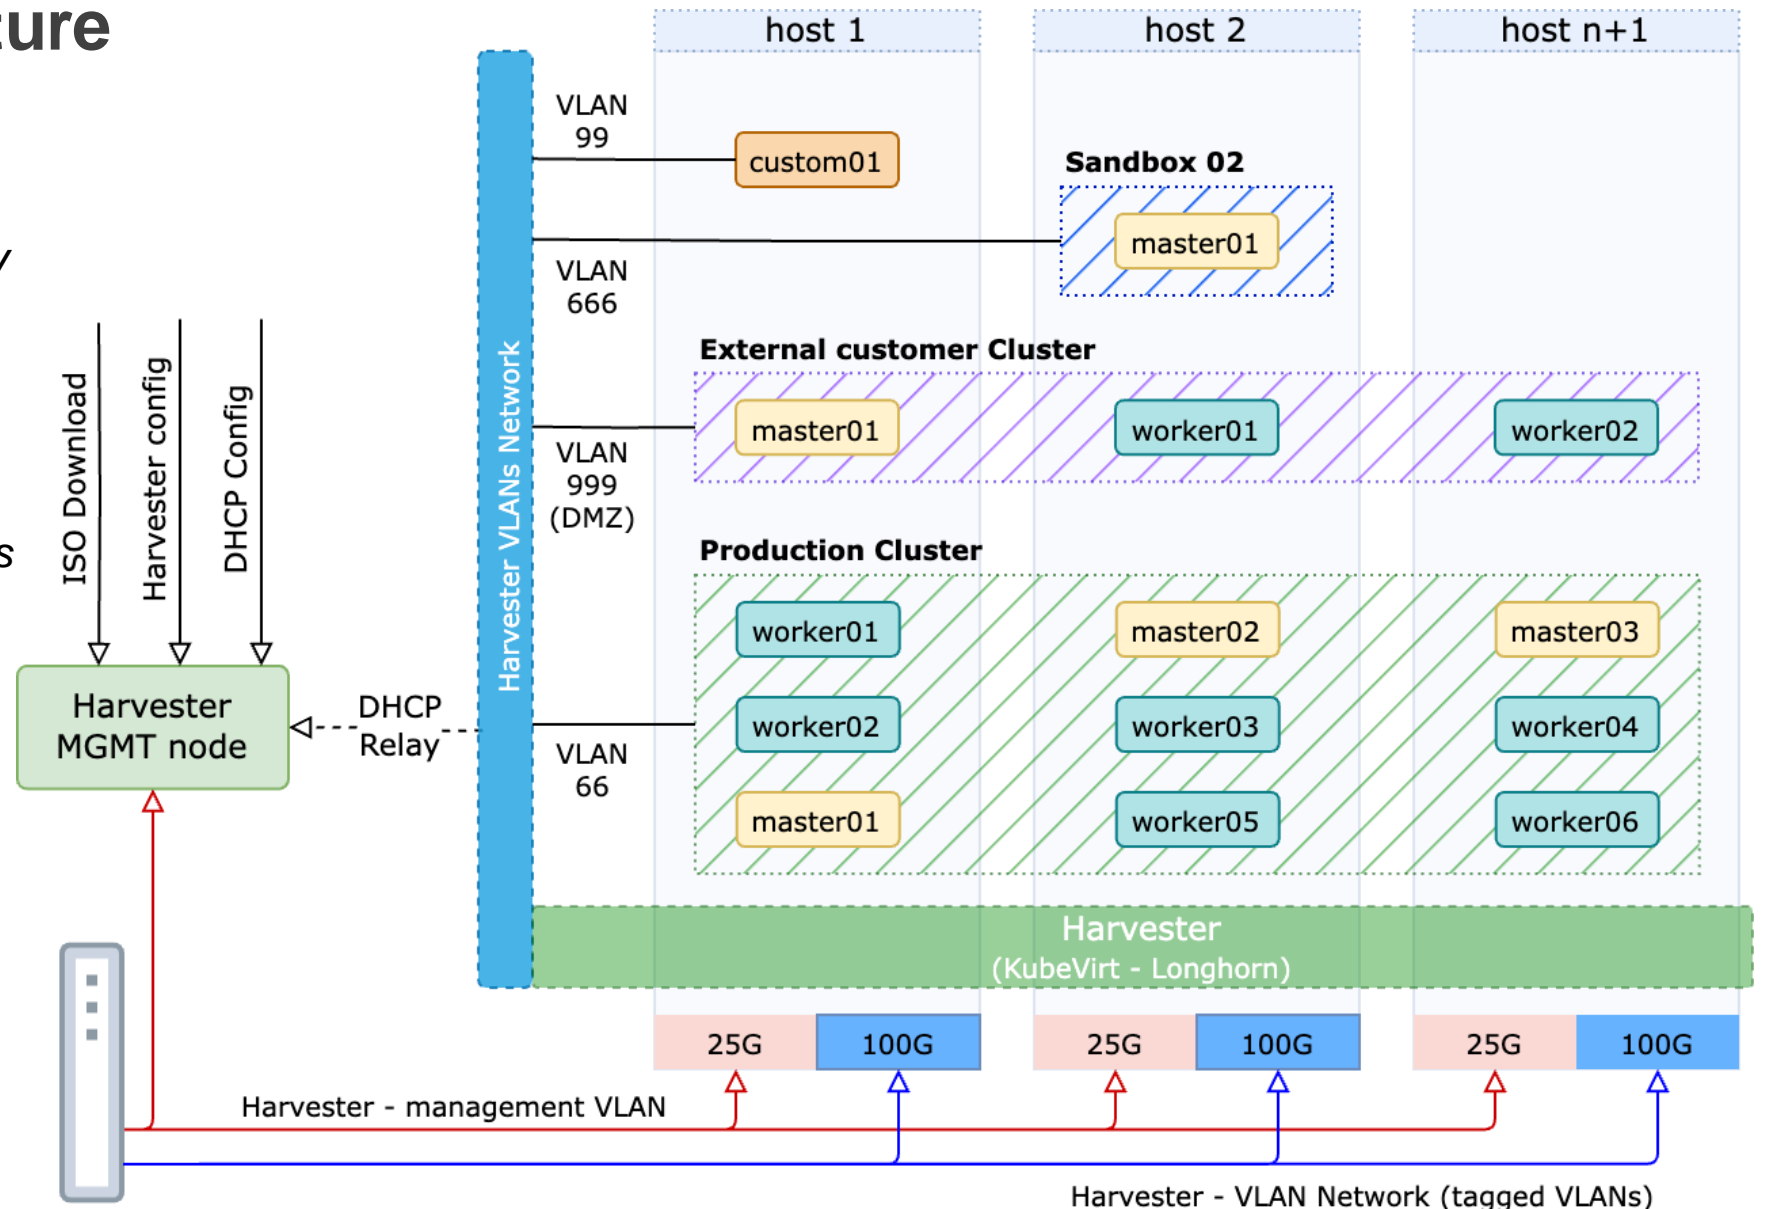 ture
y
s
host 1
host 2
host n+1
VLAN
99
custom01
Sandbox 02
master01
VLAN
666
External customer Cluster
master01
worker01
worker02
VLAN
999
(DMZ)
Production Cluster
worker01
master02
master03
worker02
worker03
worker04
VLAN
66
master01
worker05
worker06
Harvester VLANs Network
ISO Download
Harvester config
DHCP Config
Harvester
MGMT node
DHCP
Relay
Harvester
(KubeVirt - Longhorn)
25G
100G
25G
100G
25G
100G
Harvester - management VLAN
Harvester - VLAN Network (tagged VLANs)